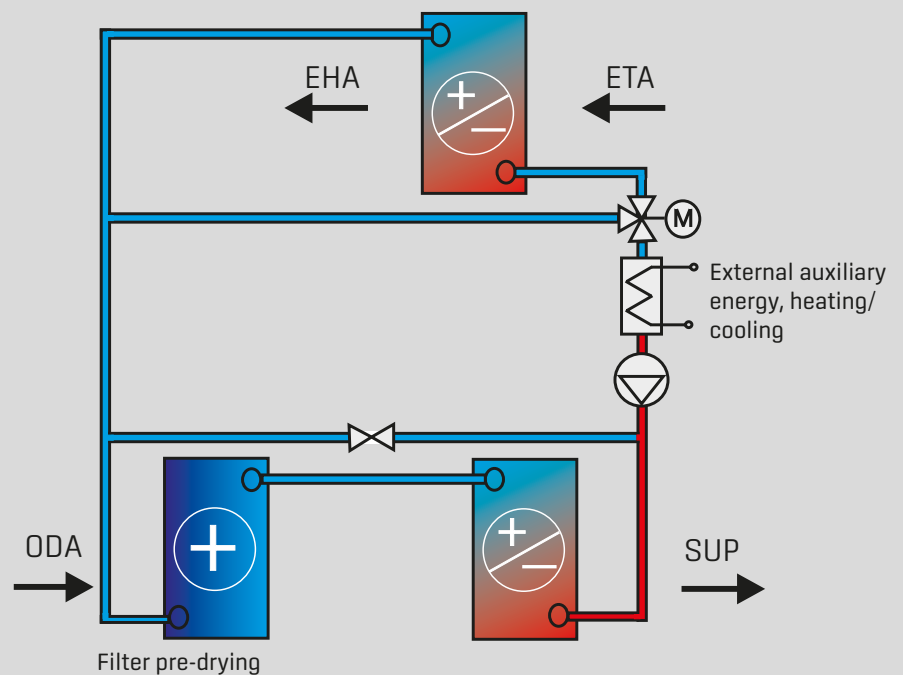 EHA
ETA
M
External auxiliary
energy, heating/
cooling
ODA
SUP
Filter pre-drying